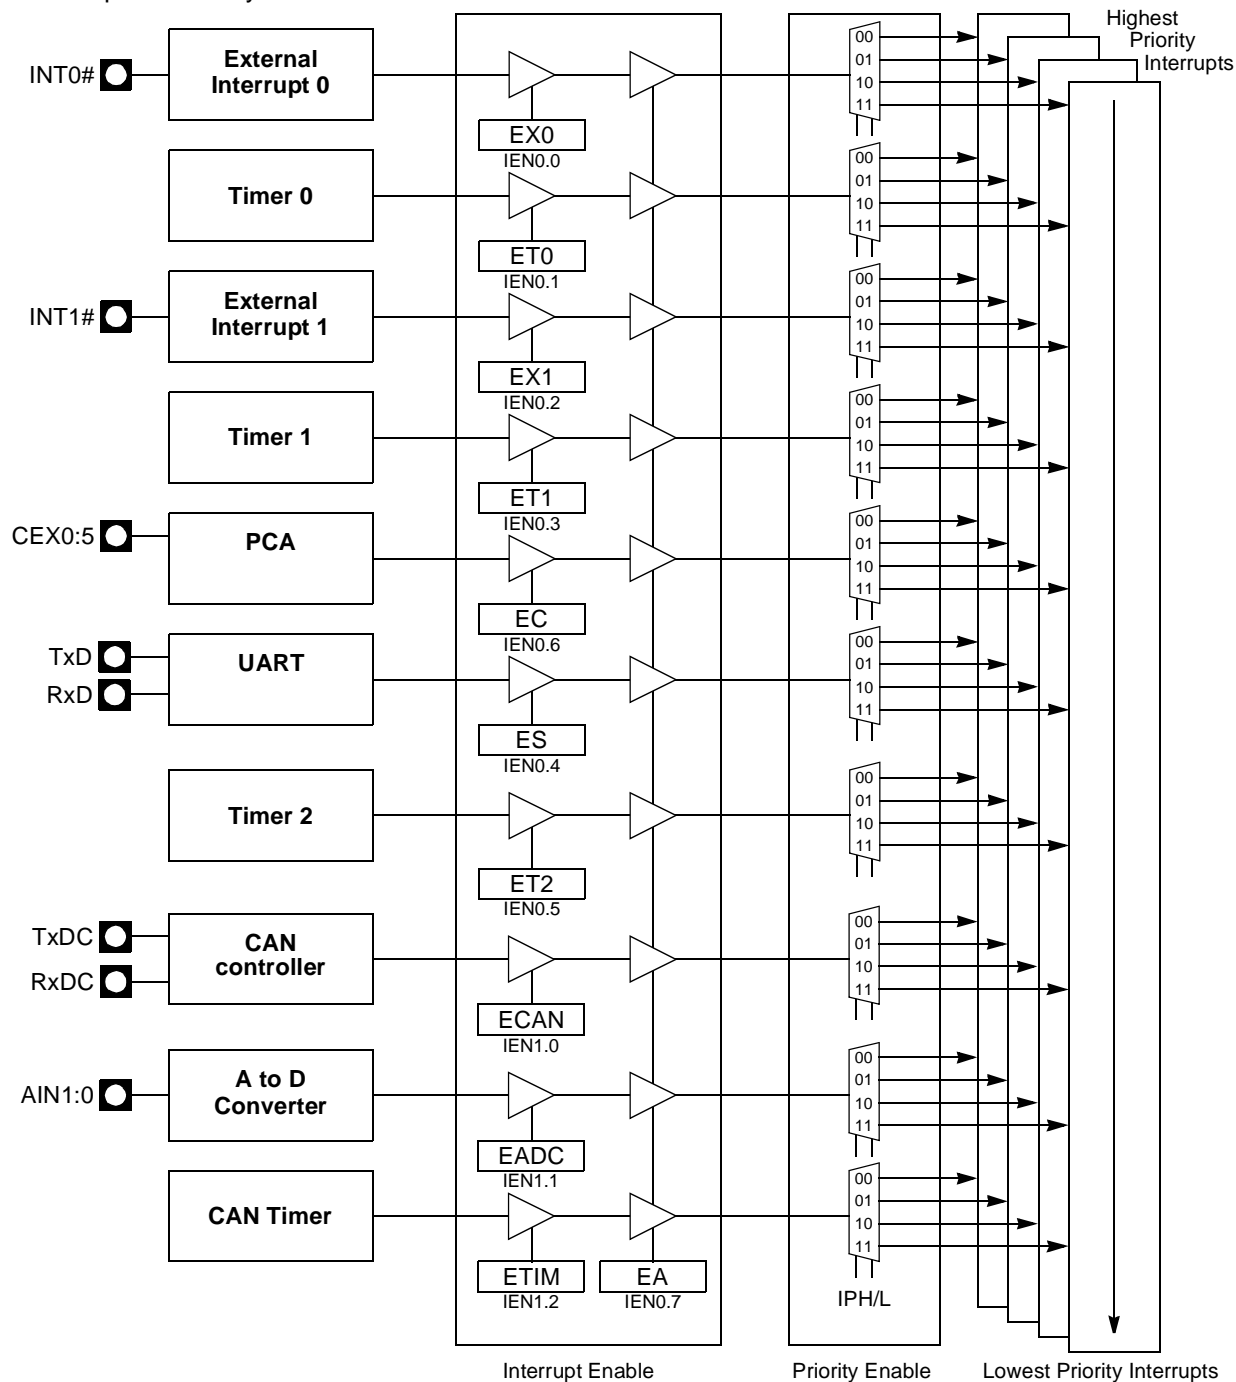 Highest
Priority
Interrupts
INT0#
External
Interrupt 0
EX0
IEN0.0
00
01
10
11
Timer 0
ET0
IEN0.1
00
01
10
11
INT1#
External
Interrupt 1
EX1
IEN0.2
00
01
10
11
Timer 1
ET1
IEN0.3
00
01
10
11
CEX0:5
PCA
EC
IEN0.6
00
01
10
11
TxD
RxD
UART
ES
IEN0.4
00
01
10
11
Timer 2
ET2
IEN0.5
00
01
10
11
TxDC
RxDC
CAN
controller
ECAN
IEN1.0
00
01
10
11
AIN1:0
A to D
Converter
EADC
IEN1.1
00
01
10
11
CAN Timer
ETIM
IEN1.2
EA
IEN0.7
00
01
10
11
IPH/L
Interrupt Enable
Priority Enable
Lowest Priority Interrupts